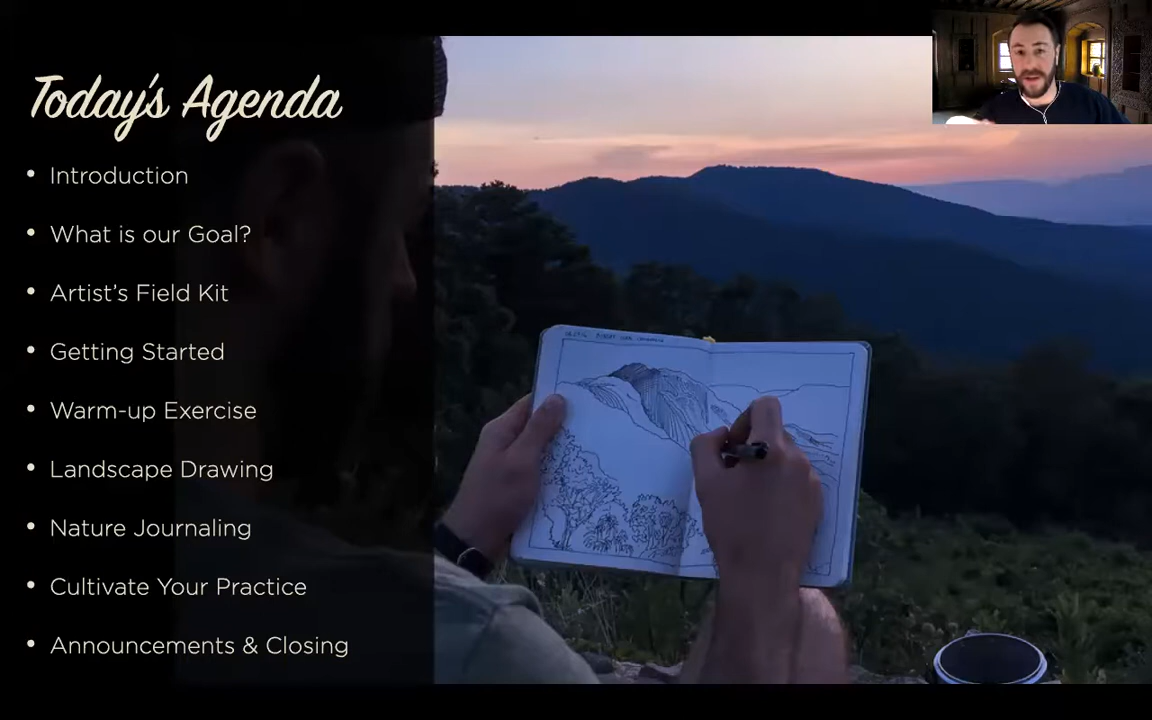 Today's Agenda
• Introduction
• What is our Goal?
• Artist's Field Kit
• Getting Started
• Warm-up Exercise
• Landscape Drawing
• Nature Journaling
• Cultivate Your Practice
• Announcements & Closing